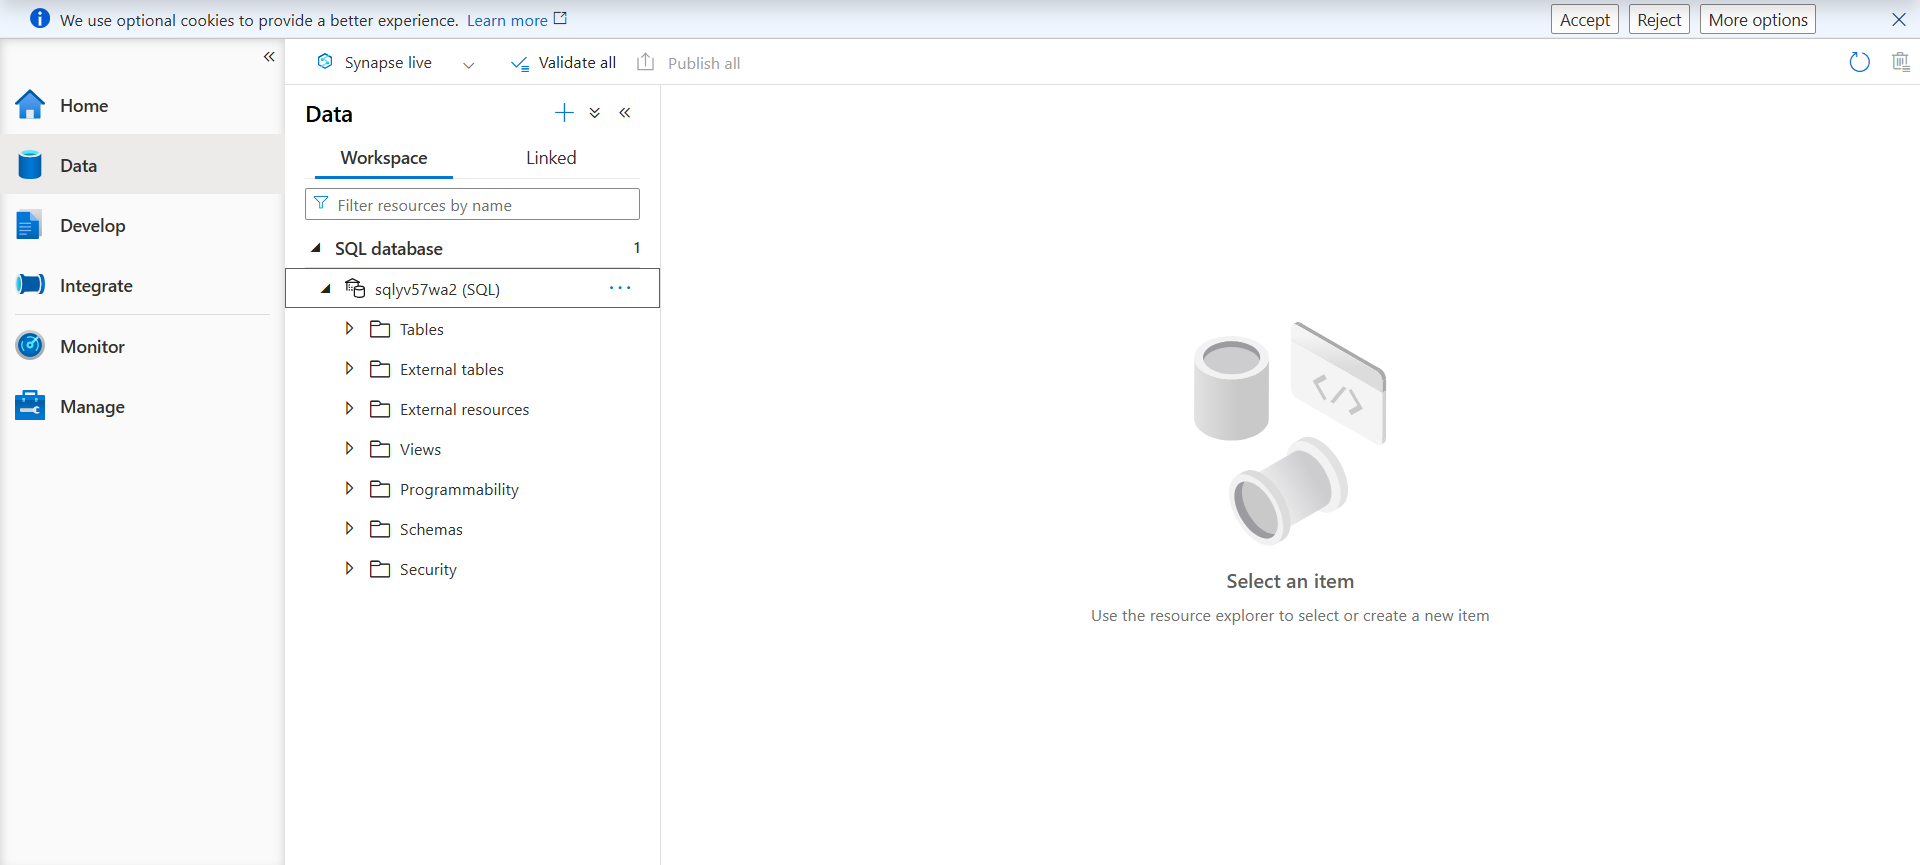 We use optional cookies to provide a better experience. Learn more
Accept
Reject
More options
Synapse live
Validate all
Publish all
Home
Data
Develop
Integrate
Monitor
Manage
Data
Workspace
Linked
Filter resources by name
SQL database 1
sqlyv57wa2 (SQL)
Tables
External tables
External resources
Views
Programmability
Schemas
Security
Select an item
Use the resource explorer to select or create a new item